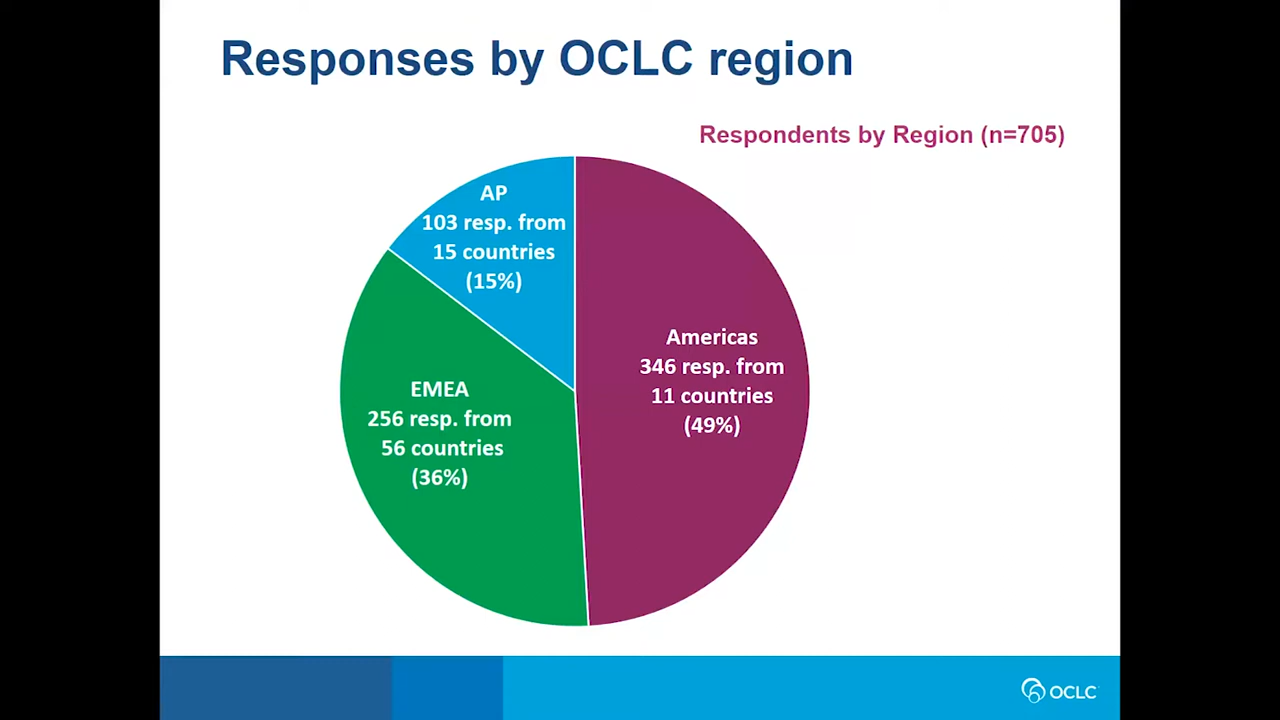 Responses by OCLC region
Respondents by Region (n=705)
AP
103 resp. from
15 countries
(15%)
Americas
346 resp. from
11 countries
(49%)
EMEA
256 resp. from
56 countries
(36%)
OCLC